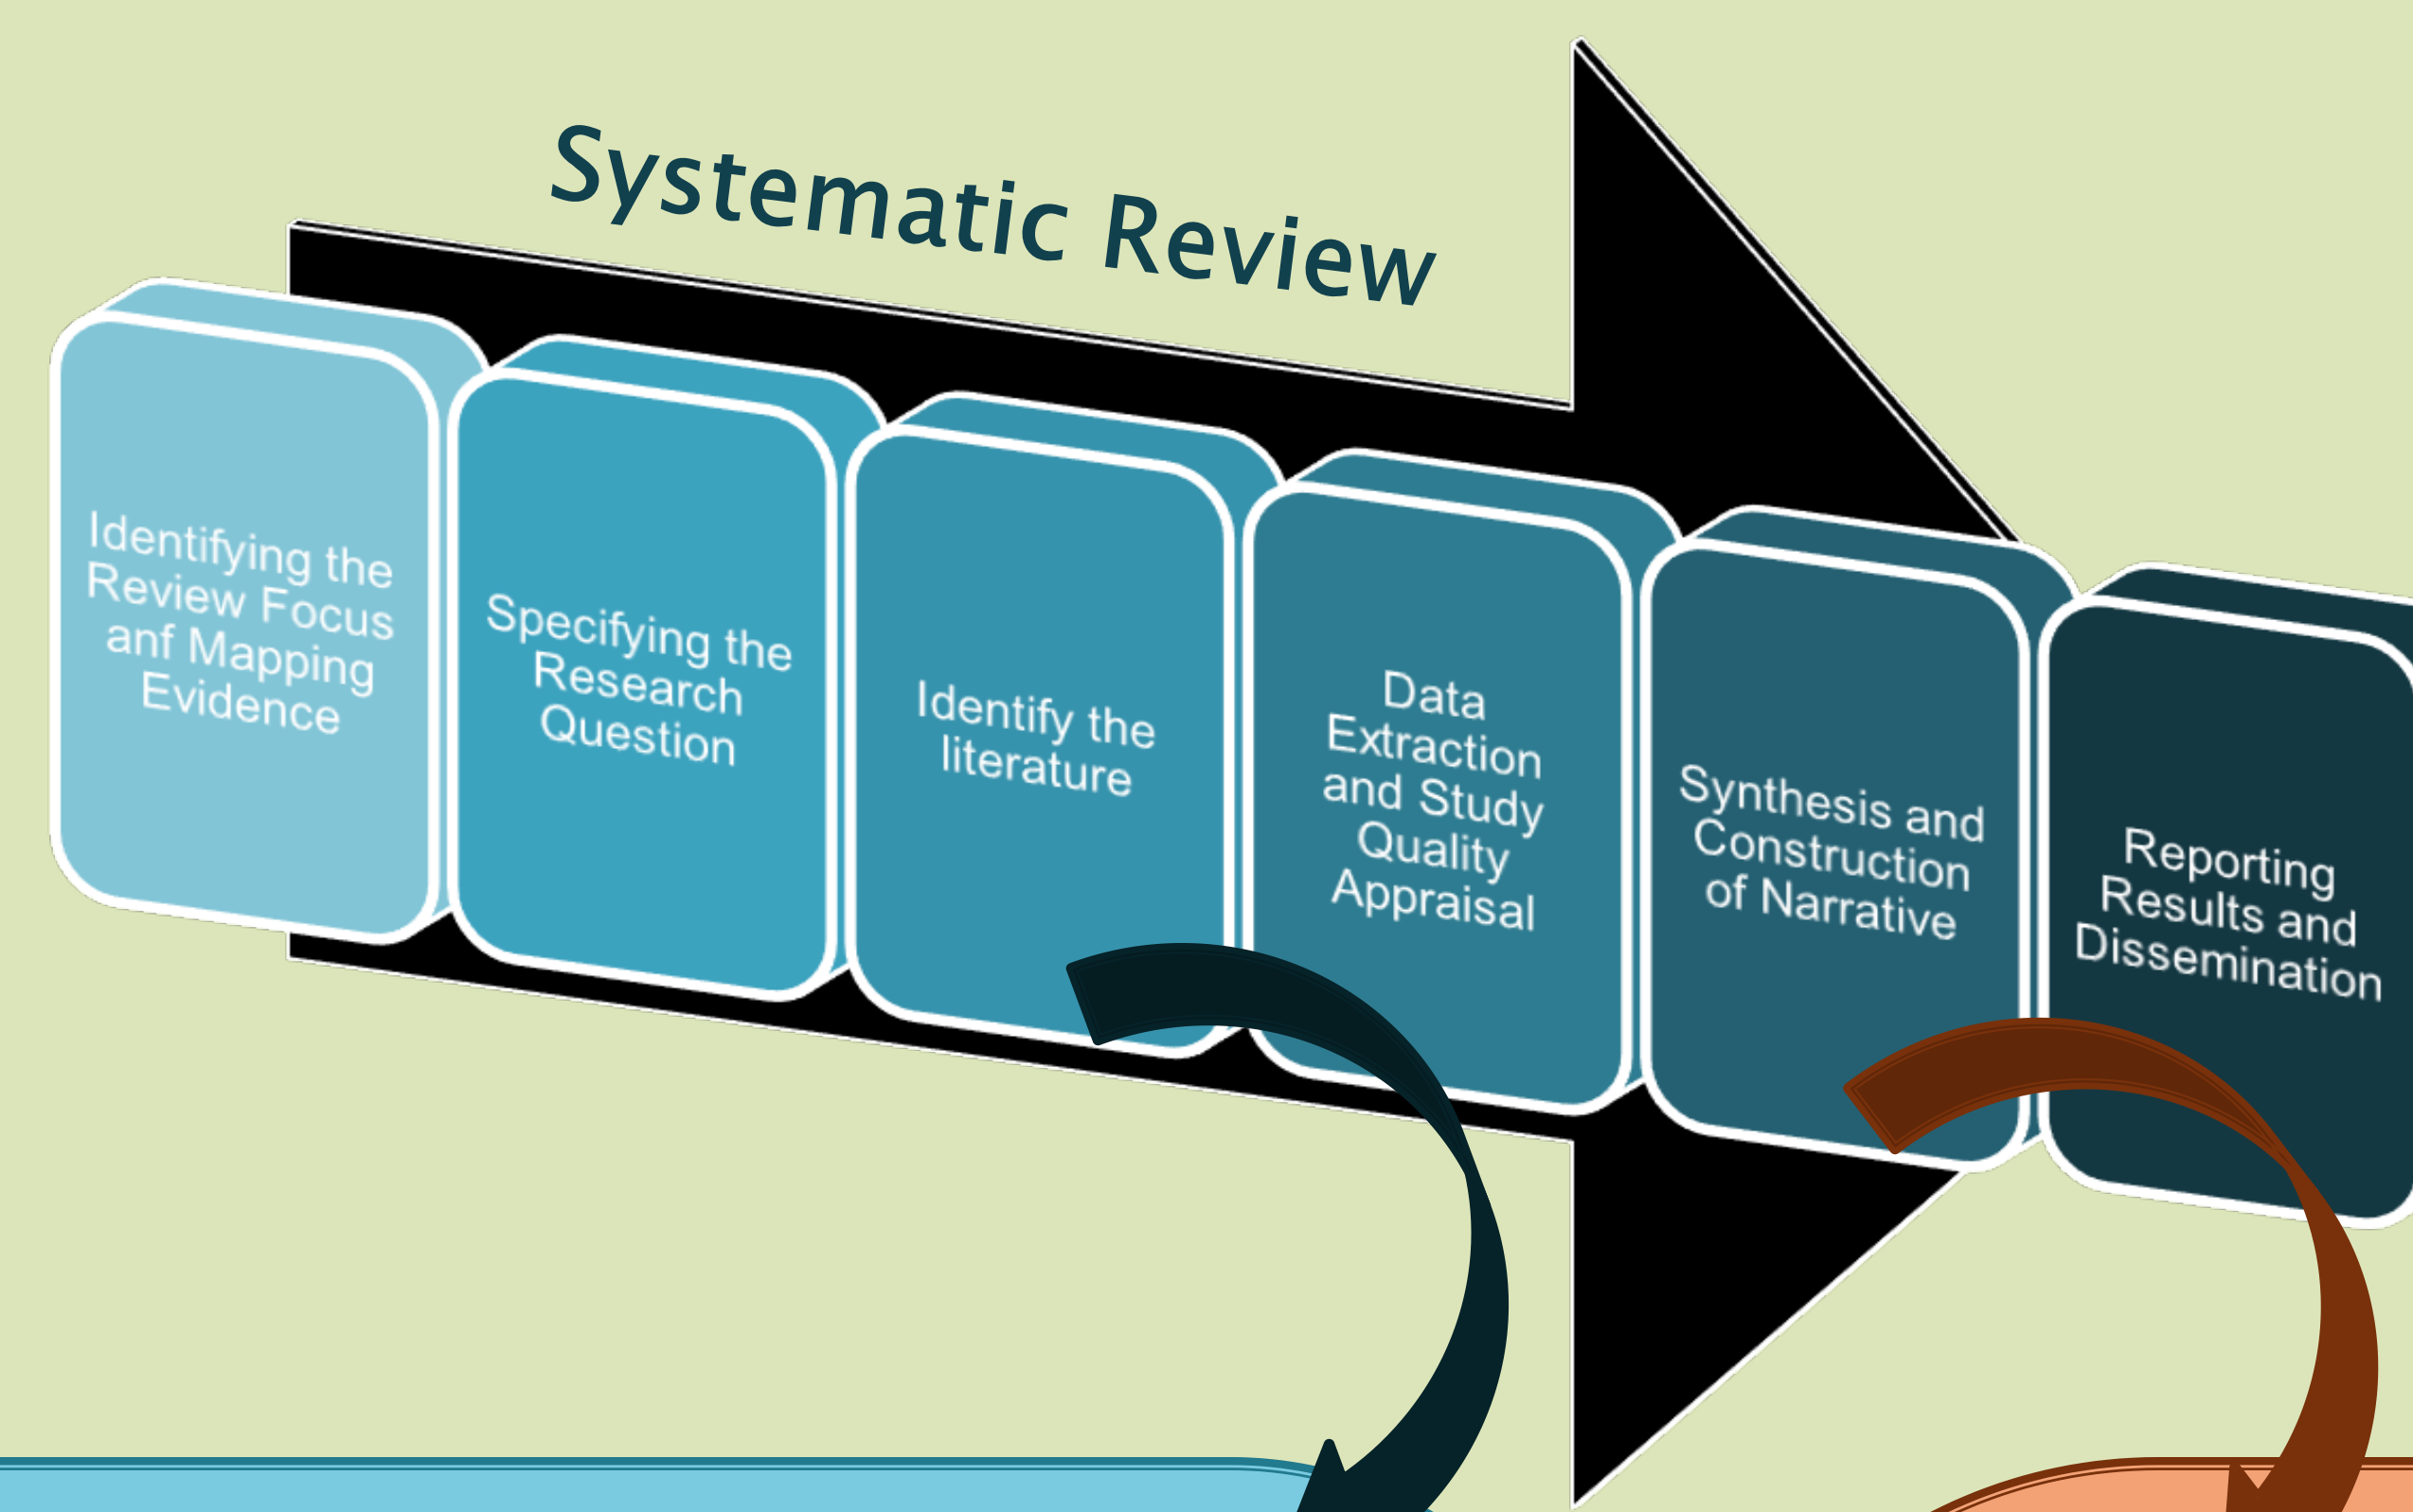 Systematic Review
Identifying the
Review Focus
anf Mapping
Evidence
Specifying the
Research
Question
Identify the
literature
Data
Extraction
and Study
Quality
Appraisal
Synthesis and
Construction
of Narrative
Reporting
Results and
Dissemination